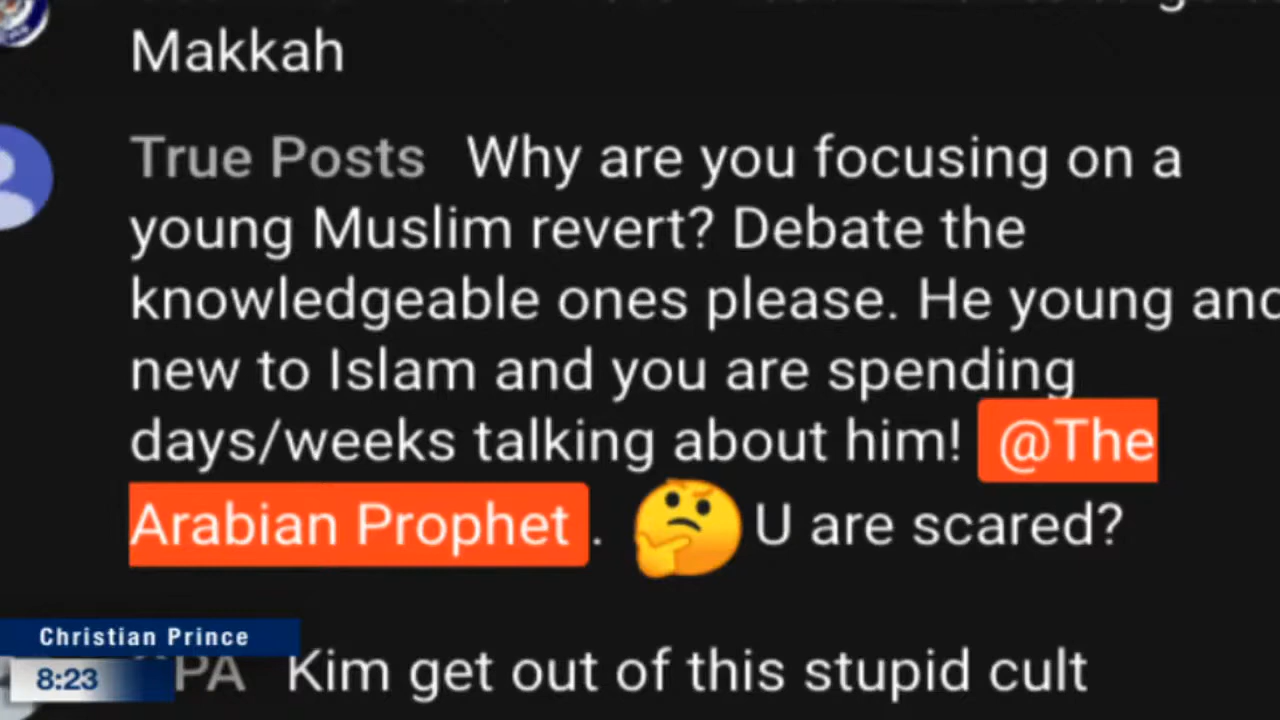 Makkah
True Posts Why are you focusing on a
young Muslim revert? Debate the
knowledgeable ones please. He young and
new to Islam and you are spending
days/weeks talking about him! @The
Arabian Prophet . 🤔 U are scared?
Christian Prince
8:23
PA Kim get out of this stupid cult